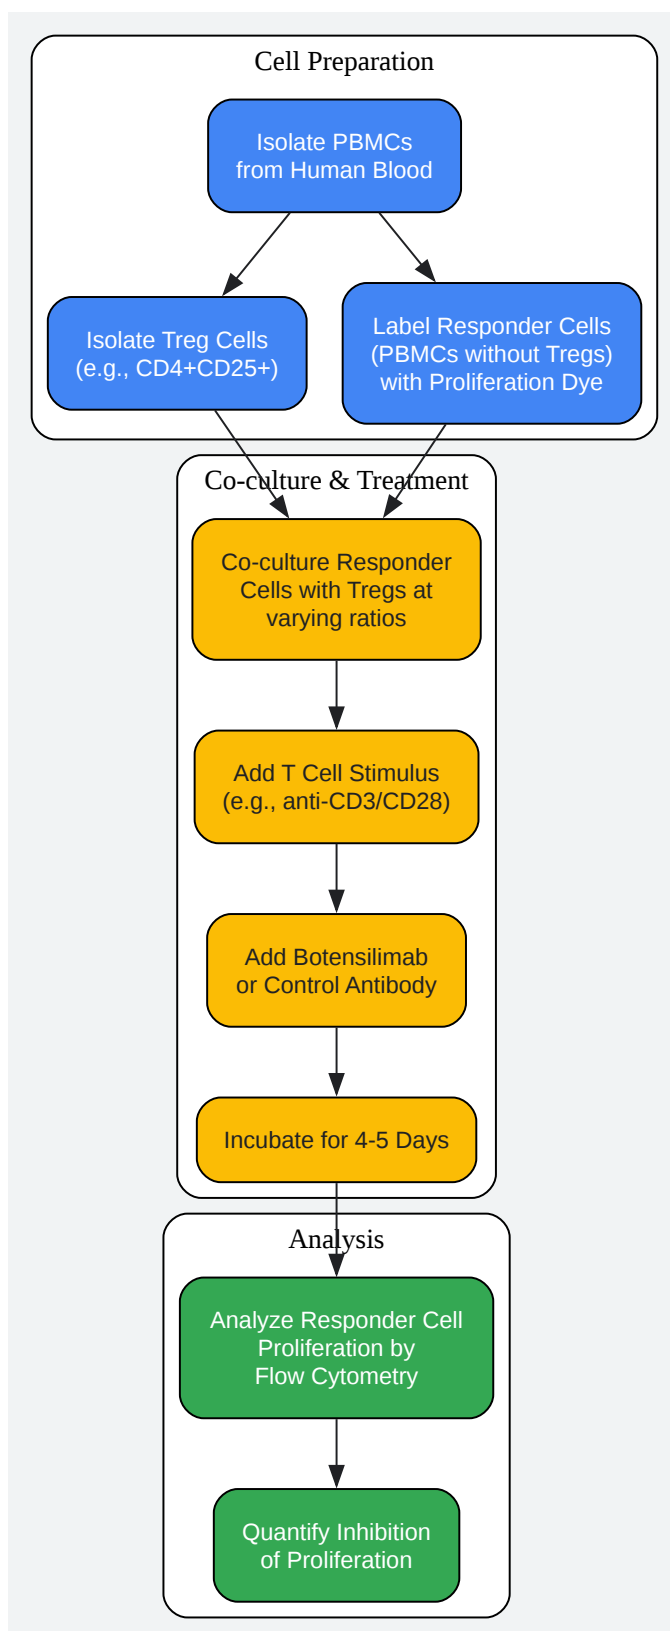 Cell Preparation
Isolate PBMCs
from Human Blood
Isolate Treg Cells
(e.g., CD4+CD25+)
Label Responder Cells
(PBMCs without Tregs)
with Proliferation Dye
Co-culture & Treatment
Co-culture Responder
Cells with Tregs at
varying ratios
Add T Cell Stimulus
(e.g., anti-CD3/CD28)
Add Botensilimab
or Control Antibody
Incubate for 4-5 Days
Analysis
Analyze Responder Cell
Proliferation by
Flow Cytometry
Quantify Inhibition
of Proliferation